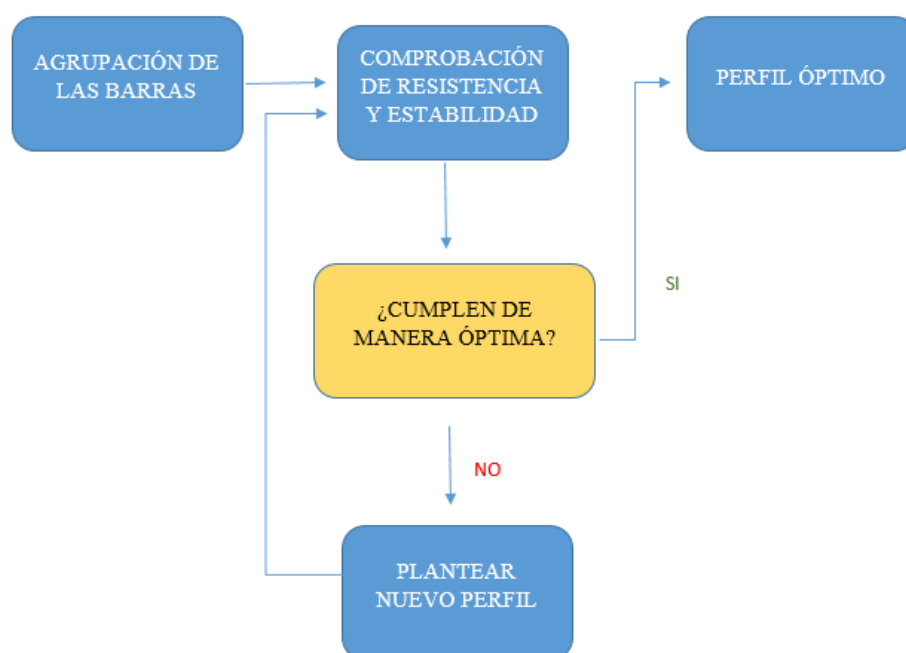 AGRUPACIÓN DE
LAS BARRAS
COMPROBACIÓN
DE RESISTENCIA
Y ESTABILIDAD
PERFIL ÓPTIMO
¿CUMPLEN DE
MANERA ÓPTIMA?
SI
NO
PLANTEAR
NUEVO PERFIL